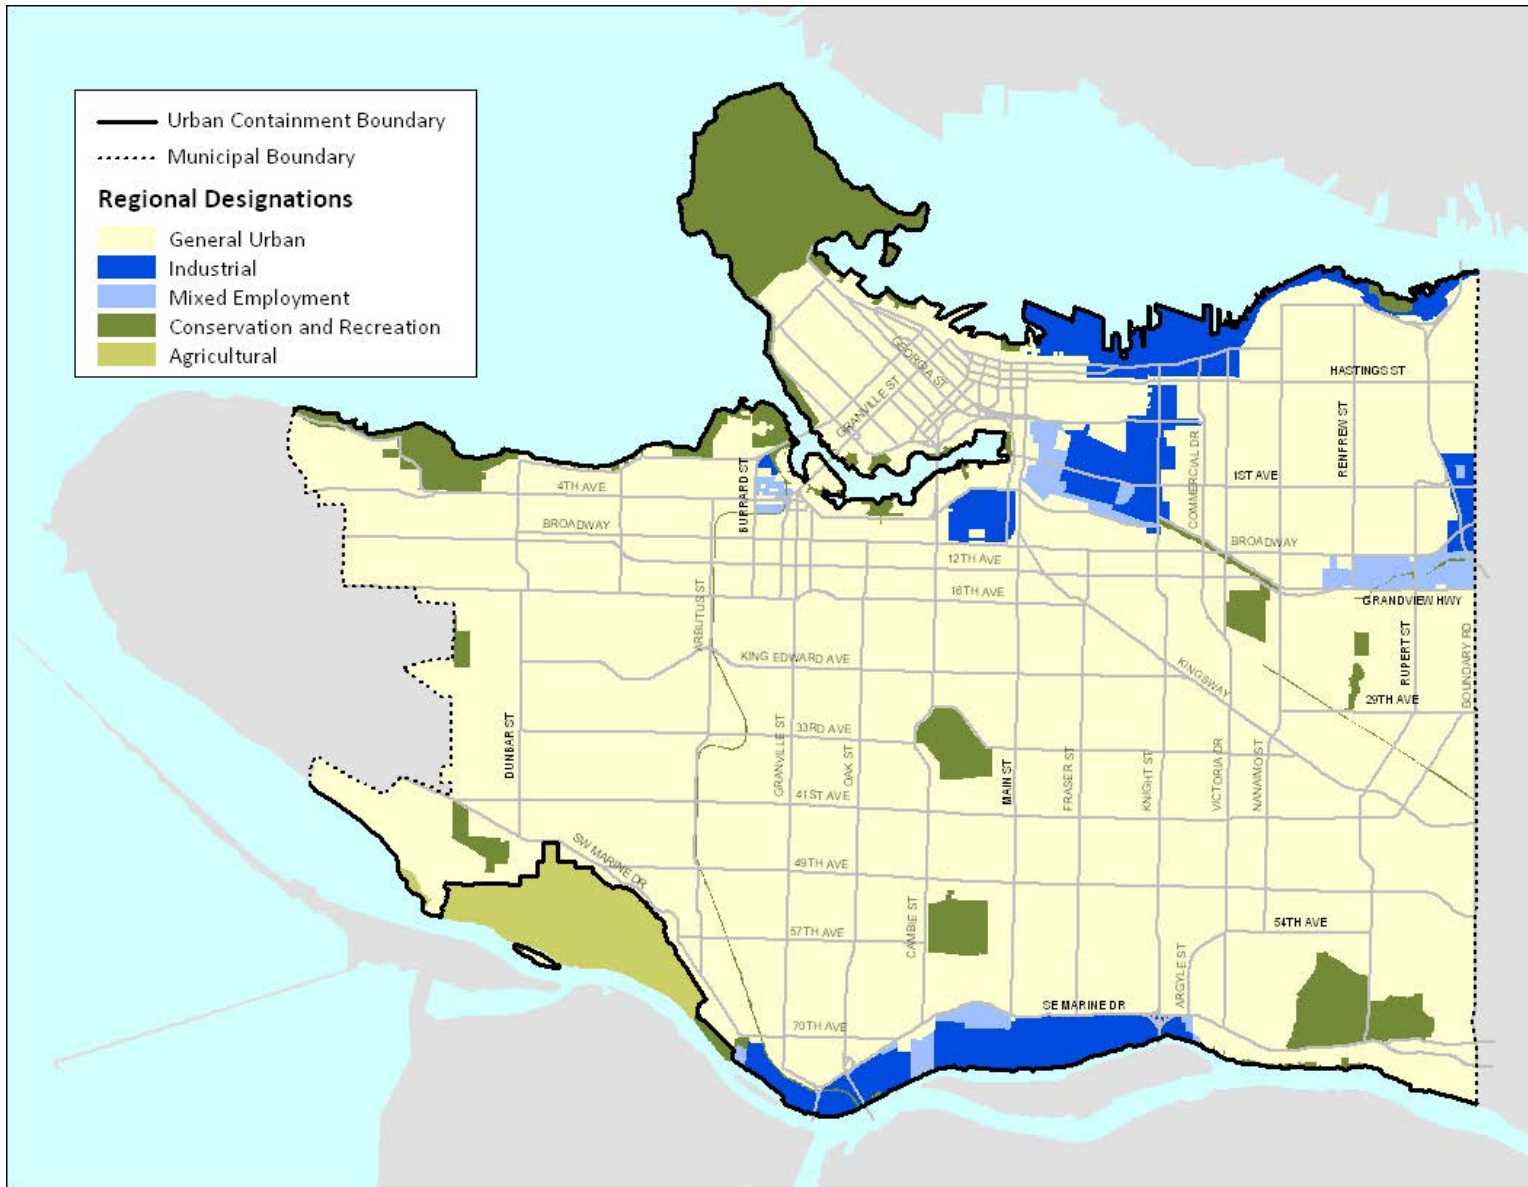 Urban Containment Boundary
Municipal Boundary
Regional Designations
General Urban
Industrial
Mixed Employment
Conservation and Recreation
Agricultural
GEORGIA ST
GRANVILLE ST
HASTINGS ST
RENFREW ST
COMMERCIAL DR
1ST AVE
4TH AVE
BURRARD ST
BROADWAY
BROADWAY
12TH AVE
16TH AVE
GRANDVIEW HWY
ARBUTUS ST
KING EDWARD AVE
KINGSWAY
RUPERT ST
BOUNDARY RD
29TH AVE
DUNBAR ST
33RD AVE
GRANVILLE ST
OAK ST
MAIN ST
FRASER ST
KNIGHT ST
VICTORIA DR
NANAIMO ST
41ST AVE
SW MARINE DR
49TH AVE
CAMBIE ST
57TH AVE
54TH AVE
ARGYLE ST
SE MARINE DR
70TH AVE